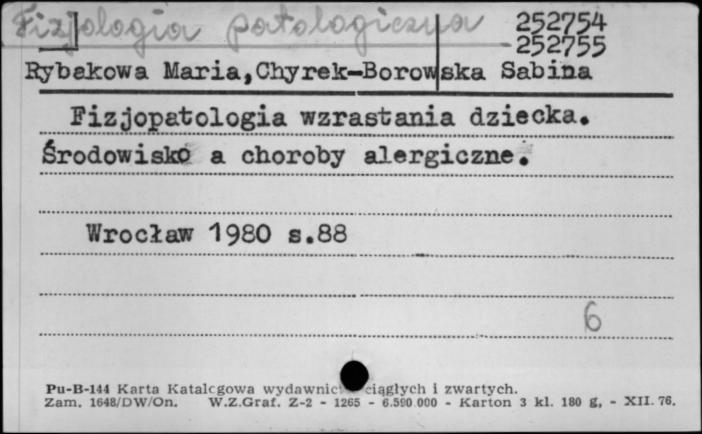 Fizjologia patologiczna
252754
252755
Rybakowa Maria,Chyrek-Borowska Sabina
Fizjopatologia wzrastania dziecka.
Środowisko a choroby alergiczne.
Wrocław 1980 s.88
6
Pu-B-144 Karta Katalogowa wydawnic ciągłych i zwartych.
Zam. 1648/DW/On. W.Z.Graf. Z-2 - 1265 - 6.590.000 - Karton 3 kl. 180 g, - XII. 76.